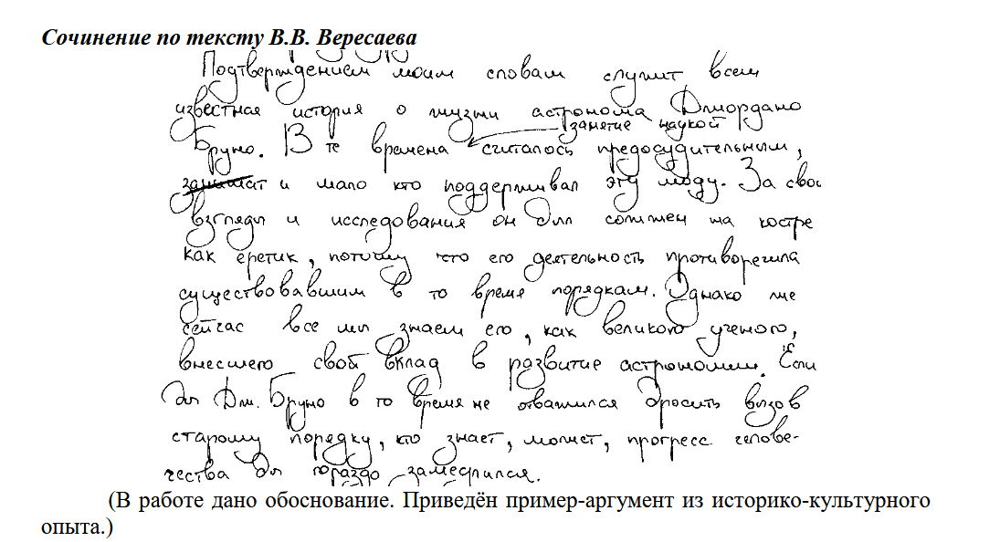 Сочинение по тексту В.В. Вересаева
Подтверждением моим словам служит всем
известная история о жизни астронома Джордано
занятие наукой
Бруно. В те времена считалось предосудительным,
и мало кто поддерживал эту моду. За свои
взгляды и исследования он был сожжен на костре
как еретик, потому что его деятельность противоречила
существовавшим в то время порядкам. Однако же
сейчас все мы знаем его, как великого ученого,
внесшего свой вклад в развитие астрономии. Если
бы Дж. Бруно в то время не отважился бросить вызов
старому порядку, кто знает, может, прогресс челове-
чества бы гораздо замедлился.
(В работе дано обоснование. Приведён пример-аргумент из историко-культурного
опыта.)